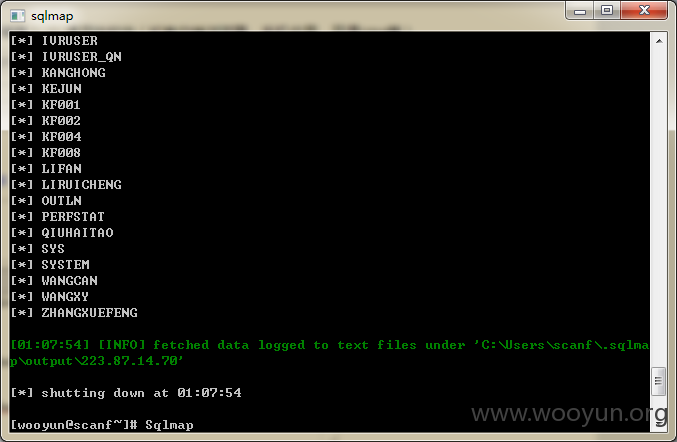 sqlmap
[*] IVRUSER
[*] IVRUSER_QN
[*] KANGHONG
[*] KEJUN
[*] KF001
[*] KF002
[*] KF004
[*] KF008
[*] LIFAN
[*] LIRUICHENG
[*] OUTLN
[*] PERFSTAT
[*] QIUHAITAO
[*] SYS
[*] SYSTEM
[*] WANGCAN
[*] WANGXY
[*] ZHANGXUEFENG
[01:07:54] [INFO] fetched data logged to text files under 'C:\Users\scanf\.sqlma
p\output\223.87.14.70'
[*] shutting down at 01:07:54
[wooyun@scanf~]# Sqlmap
www.wooyun.org